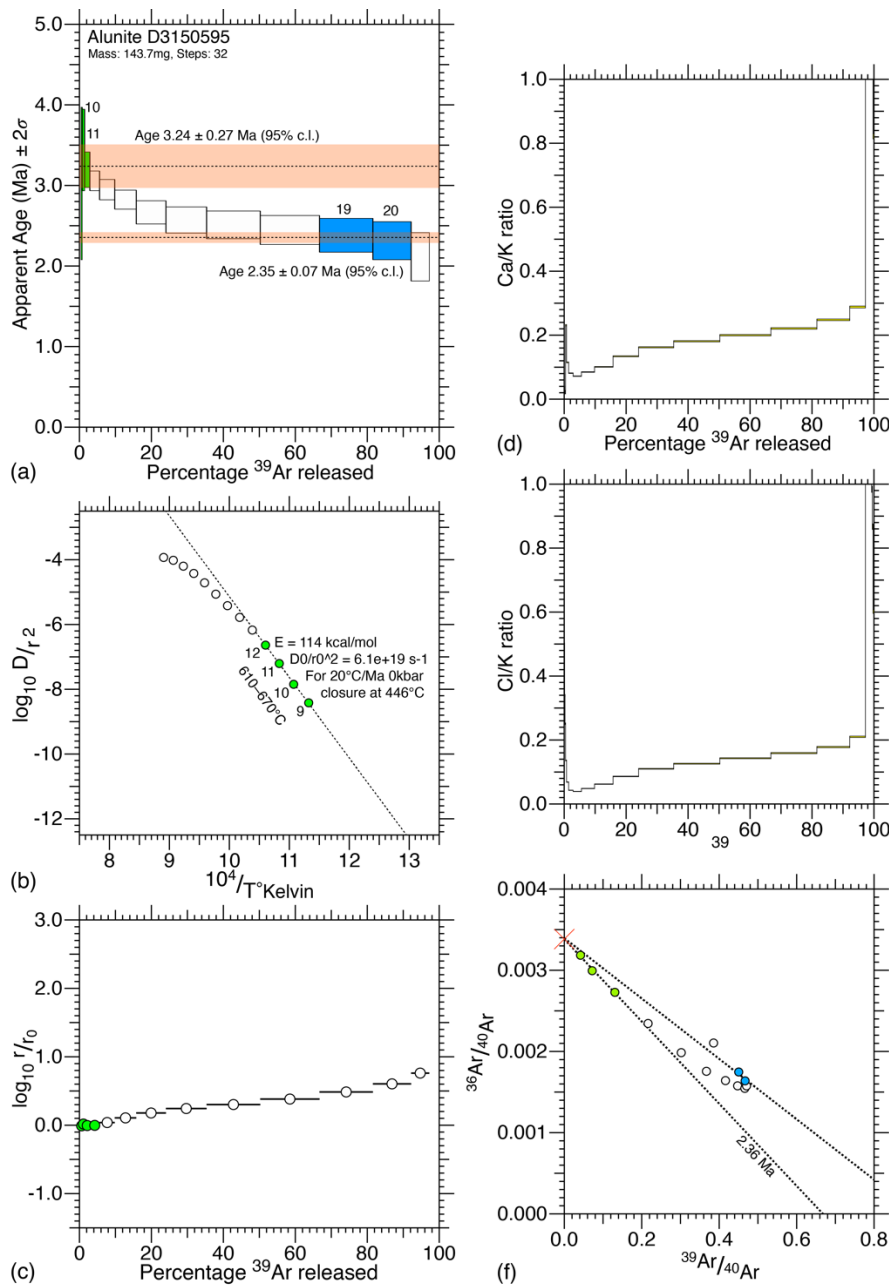 Alunite D3150595
Mass: 143.7mg, Steps: 32
5.0
4.0
3.0
2.0
1.0
0.0
Apparent Age (Ma) ± 2σ
10
11
Age 3.24 ± 0.27 Ma (95% c.l.)
19
20
Age 2.35 ± 0.07 Ma (95% c.l.)
0 20 40 60 80 100
Percentage ³⁹Ar released
(a)
-4
-6
-8
-10
-12
log₁₀ D/r 2
E = 114 kcal/mol
D0/r0^2 = 6.1e+19 s-1
For 20°C/Ma 0kbar
closure at 446°C
12
11
10
9
610–670°C
8 9 10 11 12 13
10⁴/T°Kelvin
(b)
3.0
2.0
1.0
0.0
-1.0
log₁₀ r/r₀
0 20 40 60 80 100
Percentage ³⁹Ar released
(c)
1.0
0.8
0.6
0.4
0.2
0.0
Ca/K ratio
0 20 40 60 80 100
Percentage ³⁹Ar released
(d)
1.0
0.8
0.6
0.4
0.2
0.0
Cl/K ratio
0 20 40 60 80 100
39
0.004
0.003
0.002
0.001
0.000
³⁶Ar/⁴⁰Ar
2.36 Ma
0.0 0.2 0.4 0.6 0.8
³⁹Ar/⁴⁰Ar
(f)